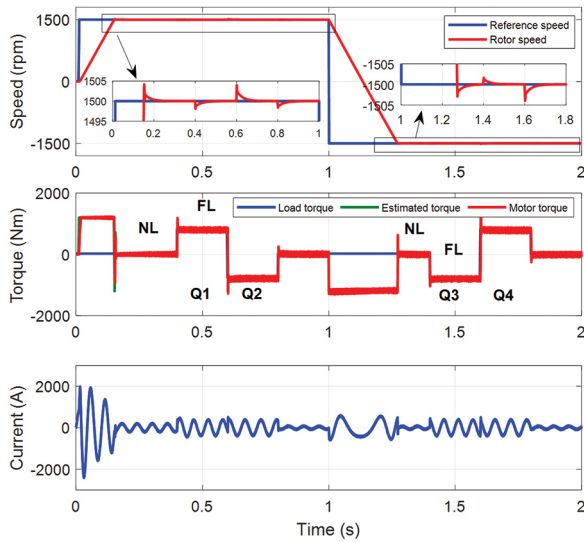 1500
0
-1500
Speed (rpm)
Reference speed
Rotor speed
1505
1500
1495
0 0.2 0.4 0.6 0.8 1
-1505
-1500
-1505
1 1.2 1.4 1.6 1.8
0 0.5 1 1.5 2
2000
0
-2000
Torque (Nm)
Load torque Estimated torque Motor torque
NL FL NL FL
Q1 Q2 Q3 Q4
0 0.5 1 1.5 2
2000
0
-2000
Current (A)
0 0.5 1 1.5 2
Time (s)